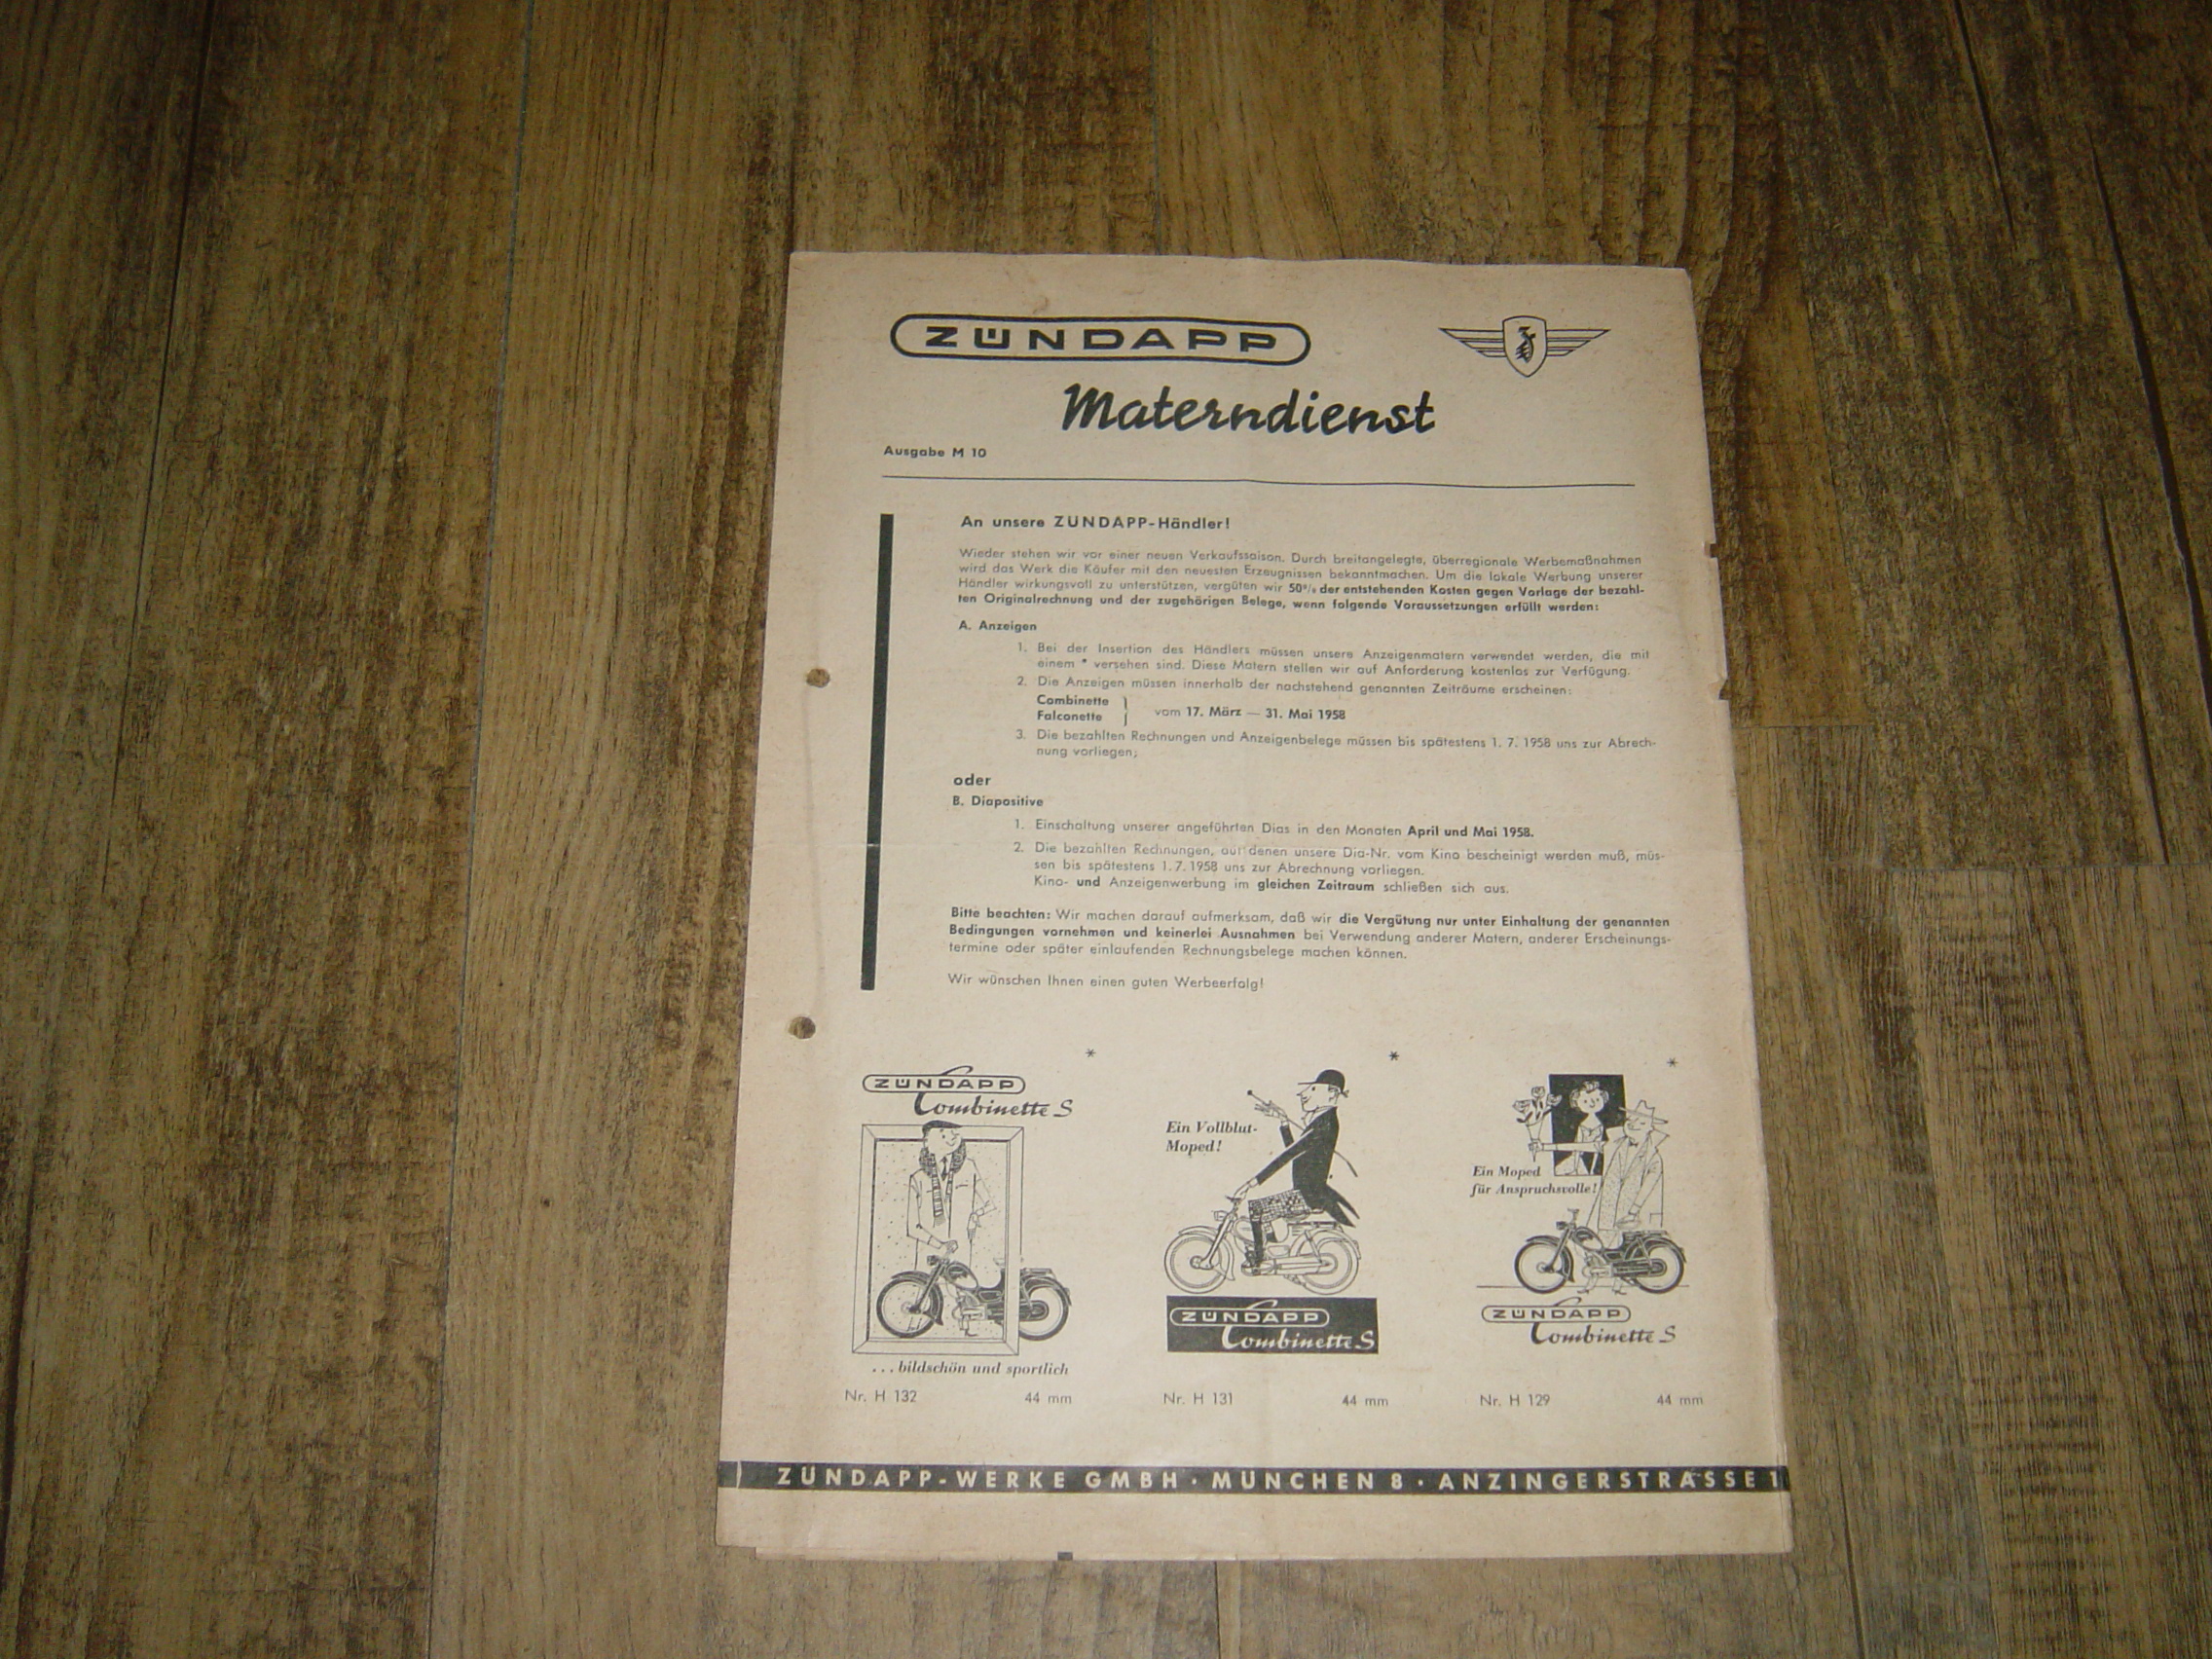 ZÜNDAPP
Materndienst
Ausgabe M 10
An unsere ZÜNDAPP-Händler!
Wieder stehen wir vor einer neuen Verkaufssaison. Durch breitangelegte, überregionale Werbemaßnahmen
wird das Werk die Käufer mit den neuesten Erzeugnissen bekanntmachen. Um die lokale Werbung unserer
Händler wirkungsvoll zu unterstützen, vergüten wir 50% der entstehenden Kosten gegen Vorlage der bezahl-
ten Originalrechnung und der zugehörigen Belege, wenn folgende Voraussetzungen erfüllt werden:
A. Anzeigen
1. Bei der Insertion des Händlers müssen unsere Anzeigenmatern verwendet werden, die mit
einem * versehen sind. Diese Matern stellen wir auf Anforderung kostenlos zur Verfügung.
2. Die Anzeigen müssen innerhalb der nachstehend genannten Zeiträume erscheinen:
Combinette
Falconette } vom 17. März — 31. Mai 1958
3. Die bezahlten Rechnungen und Anzeigenbelege müssen bis spätestens 1. 7. 1958 uns zur Abrech-
nung vorliegen;
oder
B. Diapositive
1. Einschaltung unserer angeführten Dias in den Monaten April und Mai 1958.
2. Die bezahlten Rechnungen, auf denen unsere Dia-Nr. vom Kino bescheinigt werden muß, müs-
sen bis spätestens 1. 7. 1958 uns zur Abrechnung vorliegen.
Kino- und Anzeigenwerbung im gleichen Zeitraum schließen sich aus.
Bitte beachten: Wir machen darauf aufmerksam, daß wir die Vergütung nur unter Einhaltung der genannten
Bedingungen vornehmen und keinerlei Ausnahmen bei Verwendung anderer Matern, anderer Erscheinungs-
termine oder später einlaufenden Rechnungsbelege machen können.
Wir wünschen Ihnen einen guten Werbeerfolg!
*
ZÜNDAPP
Combinette S
... bildschön und sportlich
Nr. H 132 44 mm
*
Ein Vollblut-
Moped!
ZÜNDAPP
Combinette S
Nr. H 131 44 mm
*
Ein Moped
für Anspruchsvolle!
ZÜNDAPP
Combinette S
Nr. H 129 44 mm
ZÜNDAPP-WERKE GMBH · MÜNCHEN 8 · ANZINGERSTRASSE 1